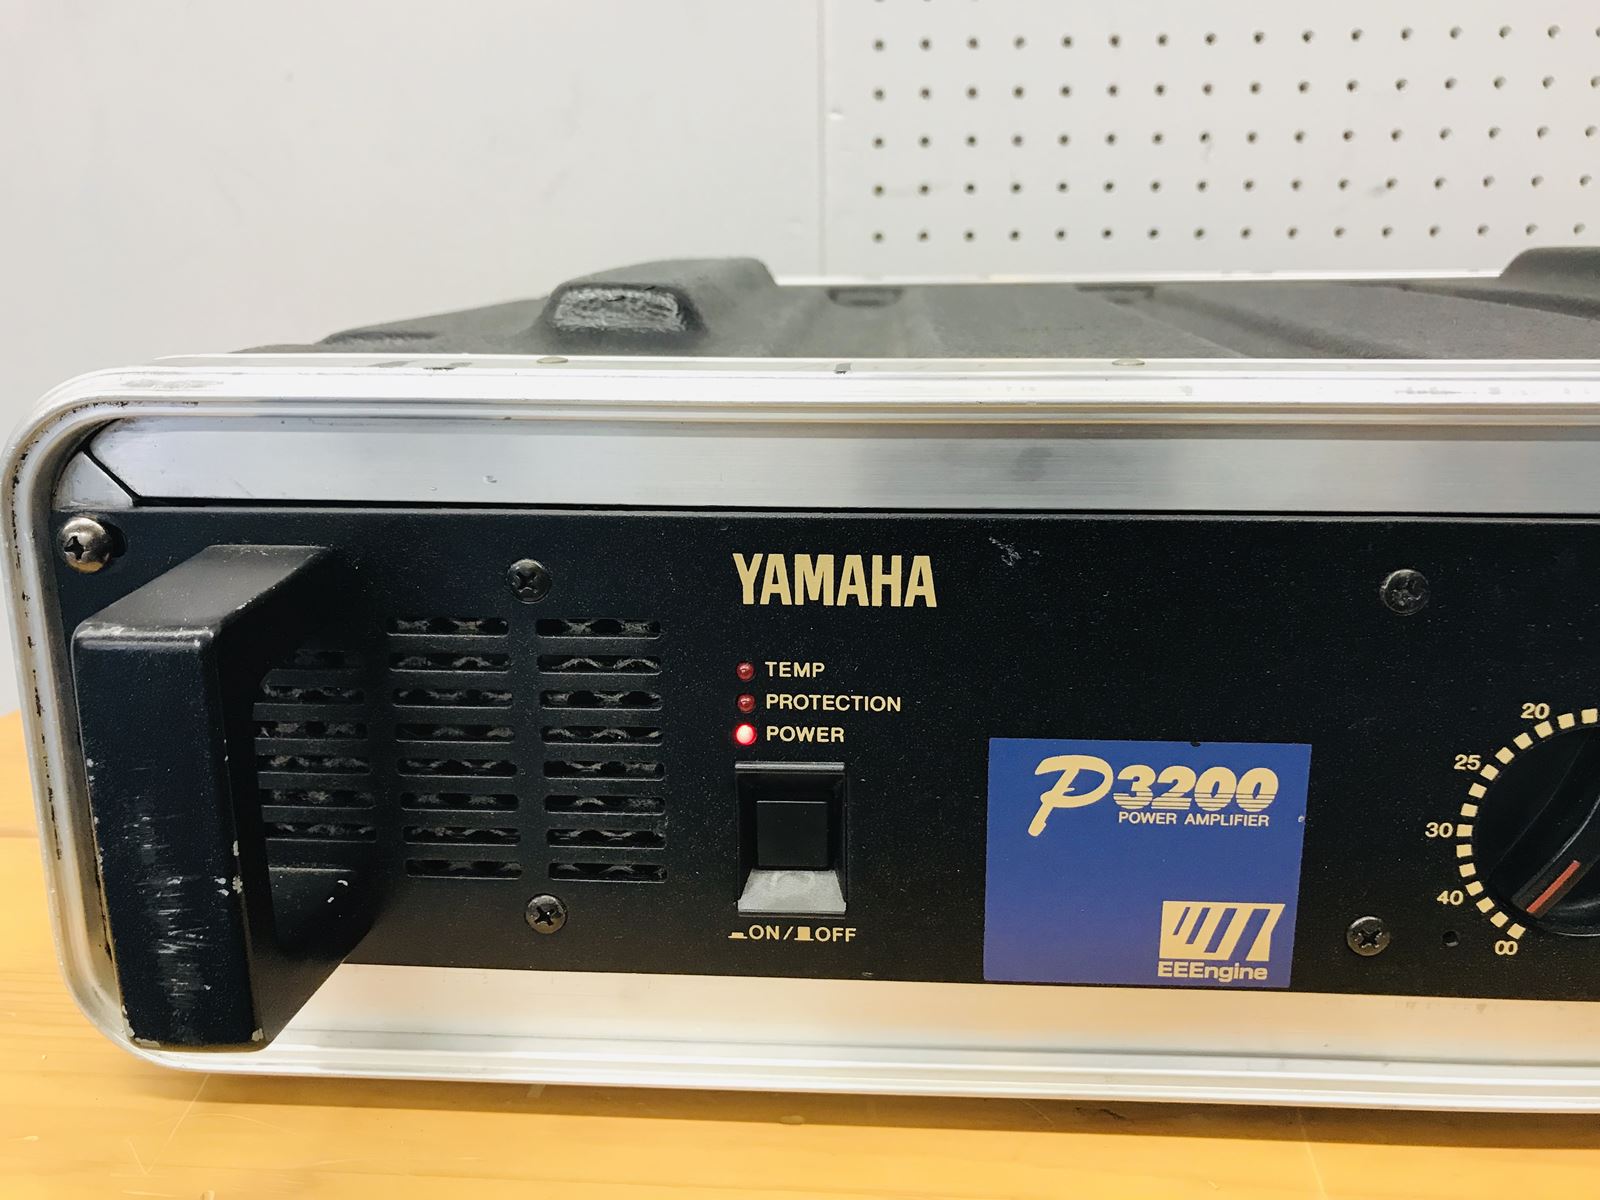 YAMAHA
TEMP
PROTECTION
POWER
ON/OFF
P3200
POWER AMPLIFIER
EEEngine
20
25
30
40
∞